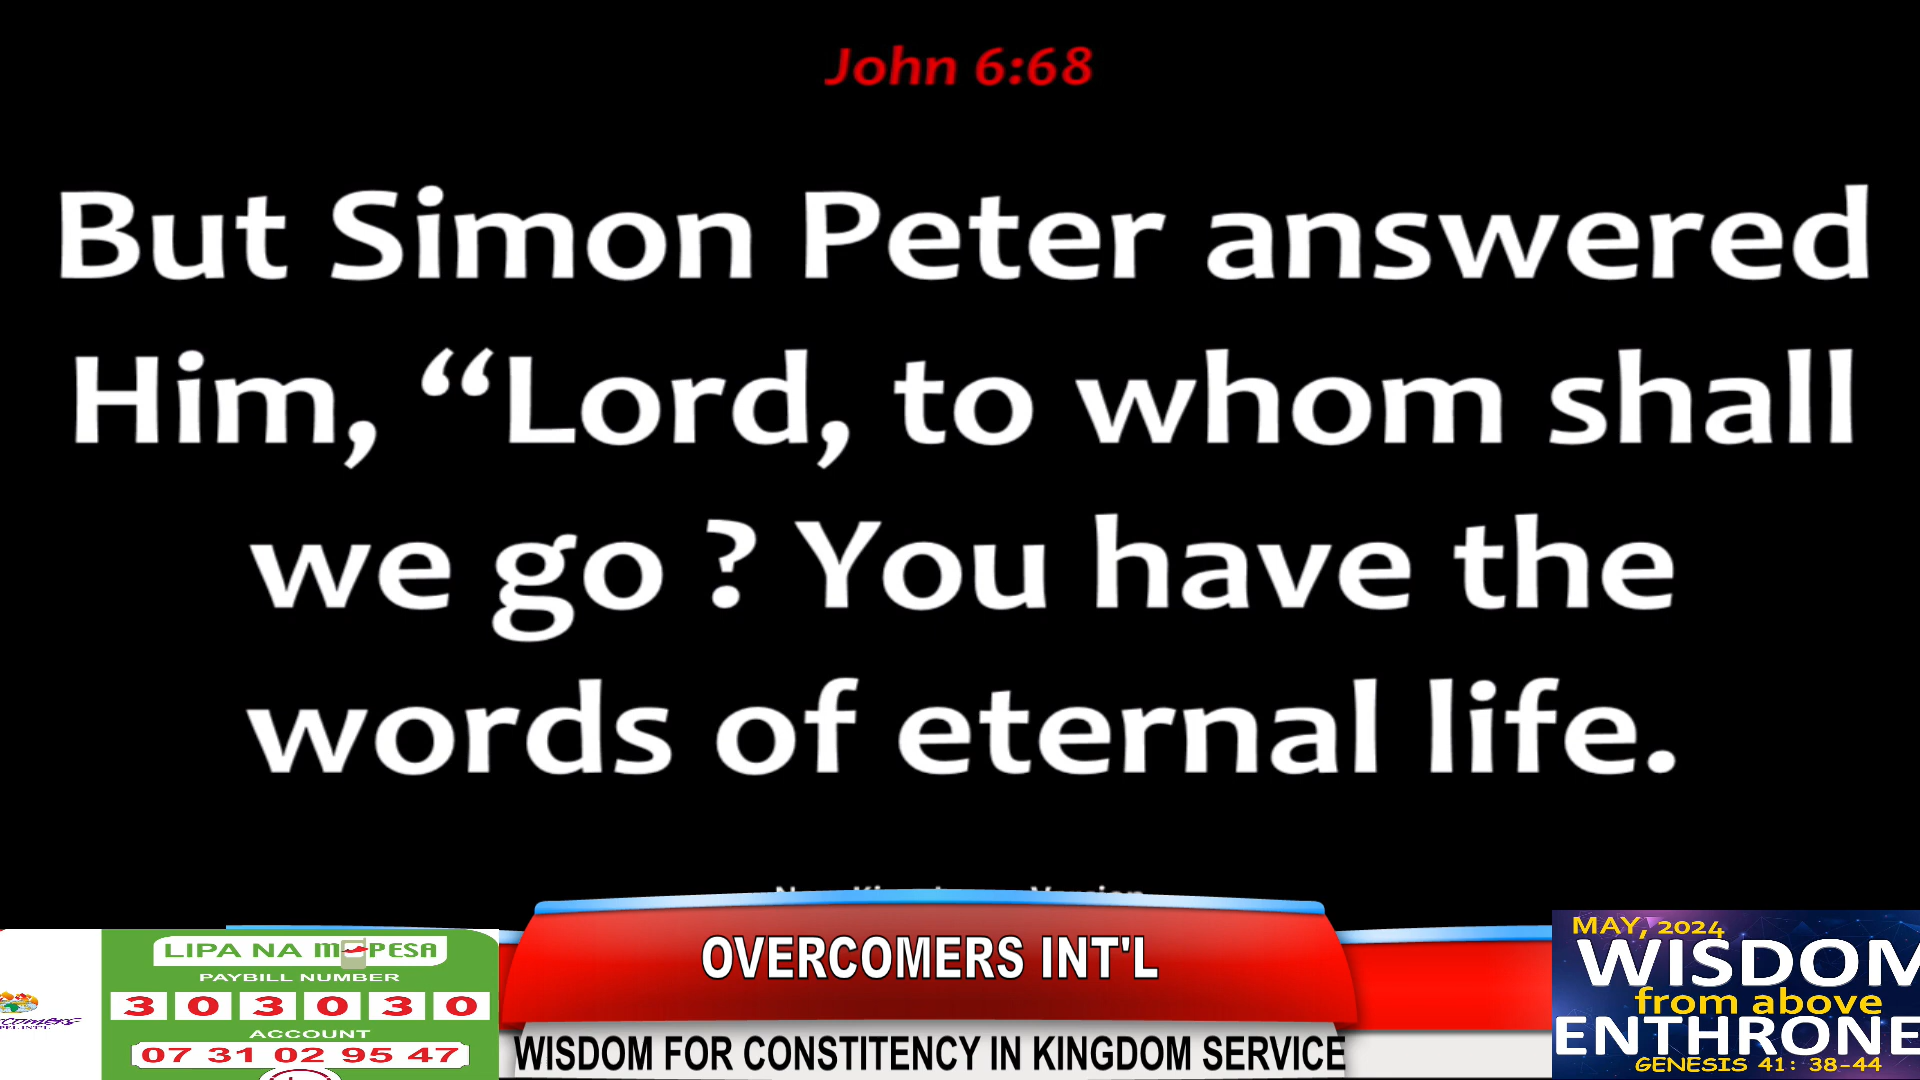 John 6:68
But Simon Peter answered
Him, “Lord, to whom shall
we go ? You have the
words of eternal life.
OVERCOMERS INT'L
WISDOM FOR CONSTITENCY IN KINGDOM SERVICE
LIPA NA M-PESA
PAYBILL NUMBER
3 0 3 0 3 0
ACCOUNT
07 31 02 95 47
MAY, 2024
WISDOM
from above
ENTHRONE
GENESIS 41: 38-44